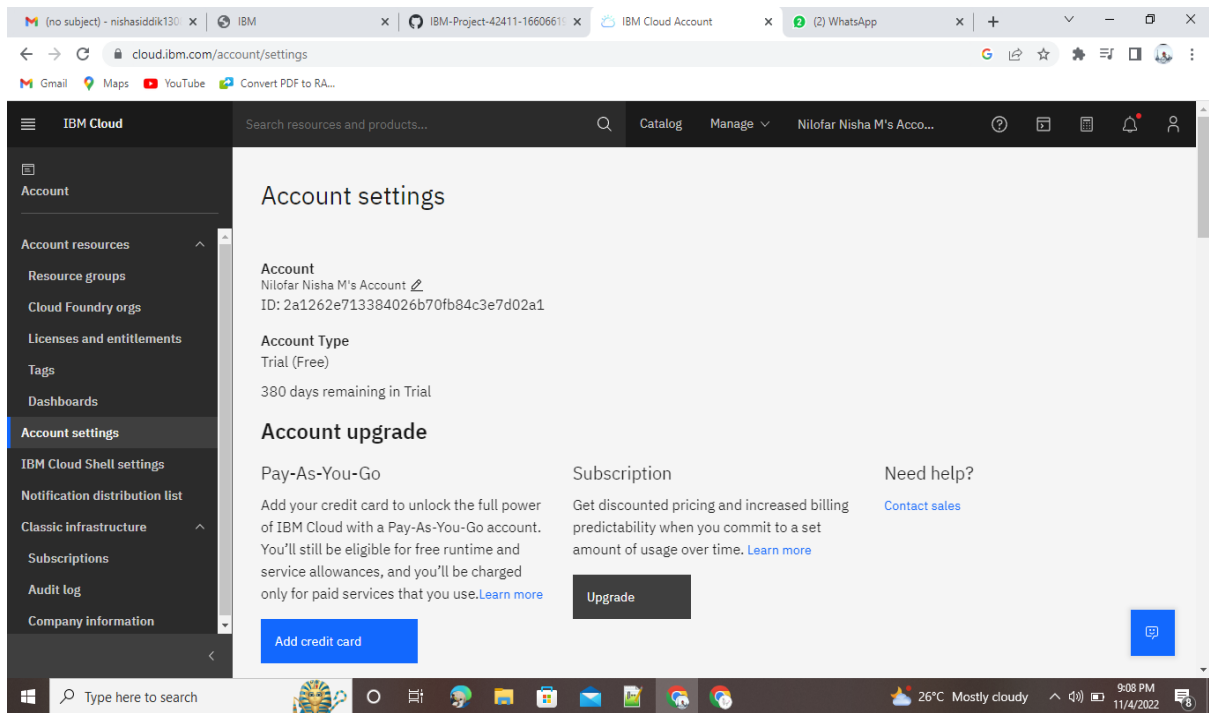 (no subject) - nishasiddik130
IBM
IBM-Project-42411-1660661
IBM Cloud Account
(2) WhatsApp
cloud.ibm.com/account/settings
Gmail
Maps
YouTube
Convert PDF to RA...
IBM Cloud
Search resources and products...
Catalog
Manage
Nilofar Nisha M's Acco...
Account
Account resources
Resource groups
Cloud Foundry orgs
Licenses and entitlements
Tags
Dashboards
Account settings
IBM Cloud Shell settings
Notification distribution list
Classic infrastructure
Subscriptions
Audit log
Company information
Account settings
Account
Nilofar Nisha M's Account
ID: 2a1262e713384026b70fb84c3e7d02a1
Account Type
Trial (Free)
380 days remaining in Trial
Account upgrade
Pay-As-You-Go
Add your credit card to unlock the full power
of IBM Cloud with a Pay-As-You-Go account.
You'll still be eligible for free runtime and
service allowances, and you'll be charged
only for paid services that you use.Learn more
Add credit card
Subscription
Get discounted pricing and increased billing
predictability when you commit to a set
amount of usage over time. Learn more
Upgrade
Need help?
Contact sales
Type here to search
26°C Mostly cloudy
9:08 PM
11/4/2022
8